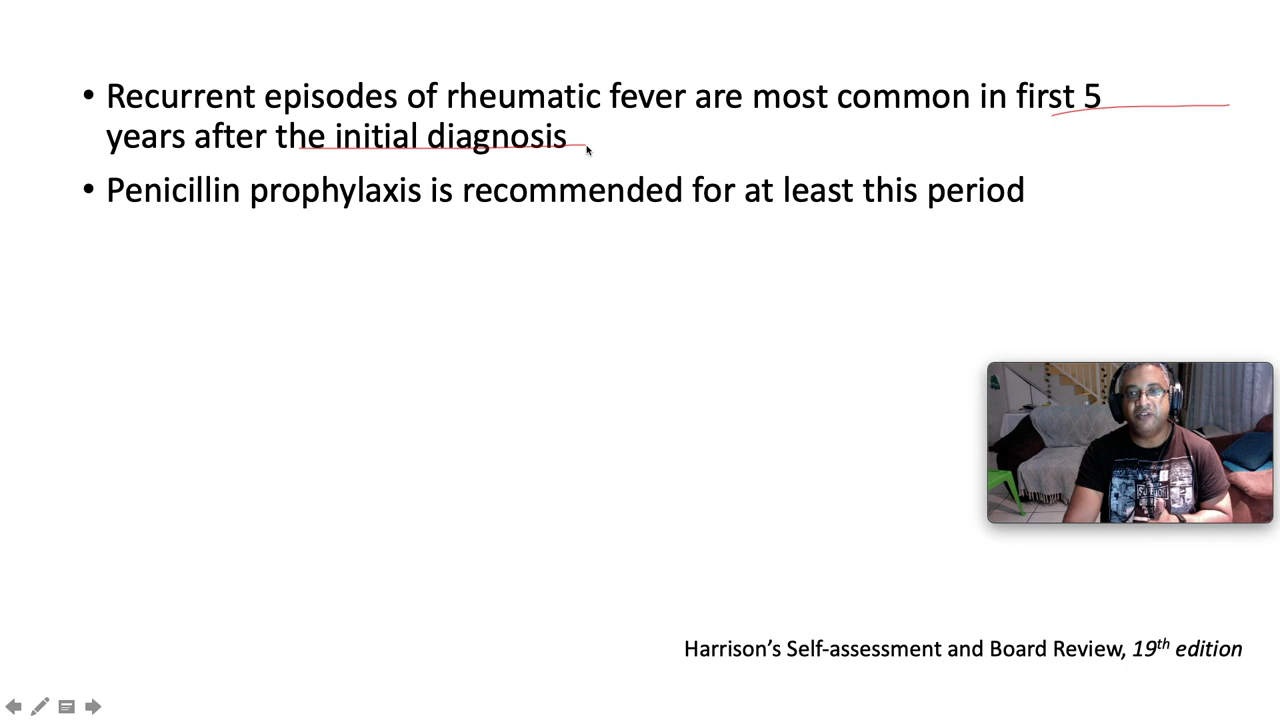 • Recurrent episodes of rheumatic fever are most common in first 5
years after the initial diagnosis
• Penicillin prophylaxis is recommended for at least this period
Harrison's Self-assessment and Board Review, 19th edition